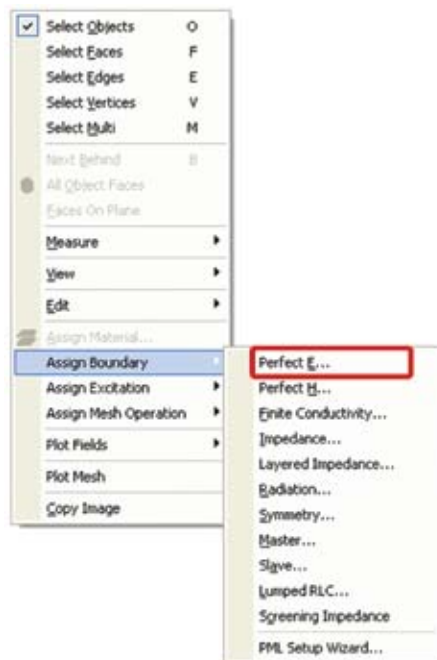 Select Objects O
Select Faces F
Select Edges E
Select Vertices V
Select Multi M
Next Behind B
All Object Faces
Faces On Plane
Measure
View
Edit
Assign Material...
Assign Boundary
Assign Excitation
Assign Mesh Operation
Plot Fields
Plot Mesh
Copy Image
Perfect E...
Perfect H...
Finite Conductivity...
Impedance...
Layered Impedance...
Radiation...
Symmetry...
Master...
Slave...
Lumped RLC...
Screening Impedance
PML Setup Wizard...